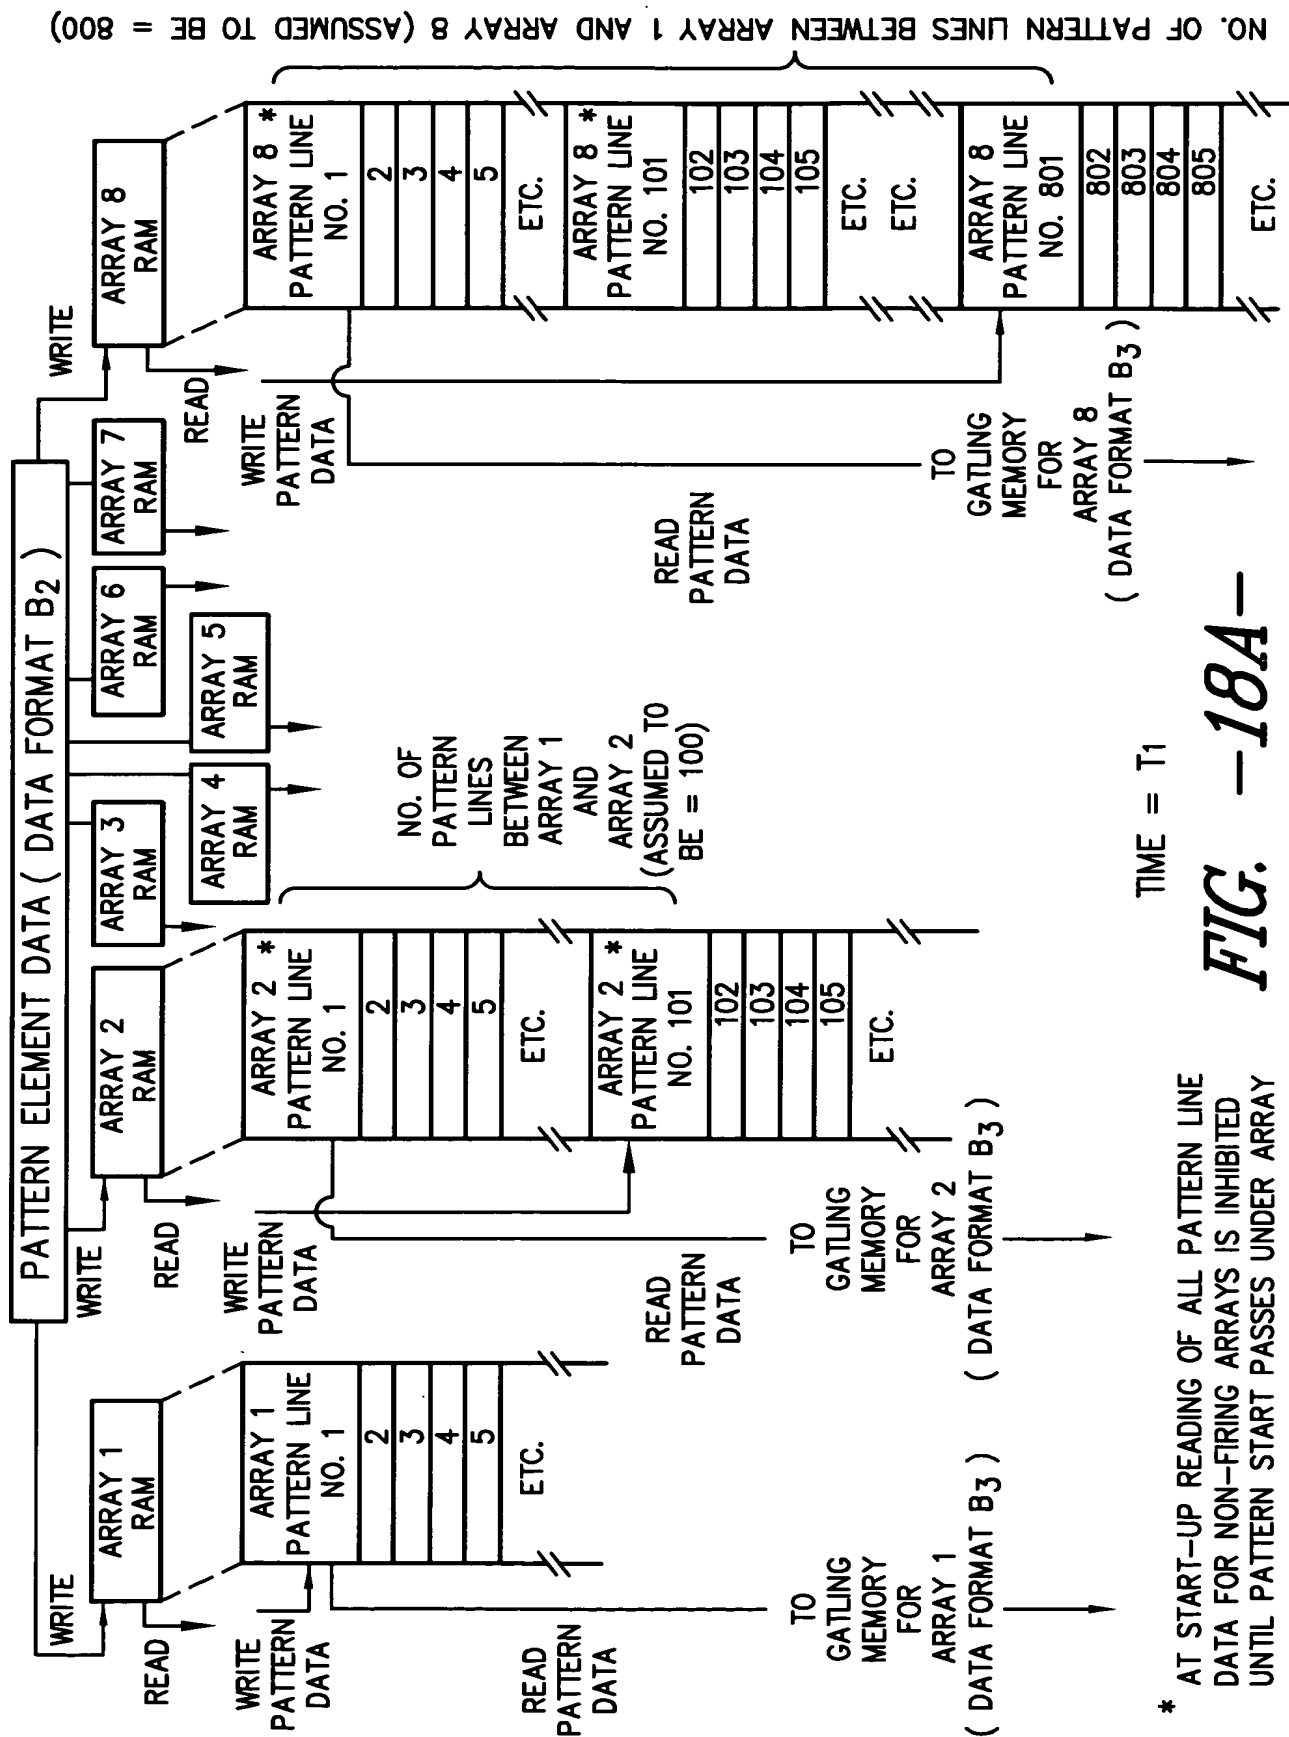 PATTERN ELEMENT DATA ( DATA FORMAT B2 )
WRITE
ARRAY 1
RAM
READ
WRITE
PATTERN
DATA
ARRAY 1
PATTERN LINE
NO. 1
2
3
4
5
ETC.
READ
PATTERN
DATA
TO
GATLING
MEMORY
FOR
ARRAY 1
( DATA FORMAT B3 )
WRITE
ARRAY 2
RAM
READ
WRITE
PATTERN
DATA
ARRAY 2 *
PATTERN LINE
NO. 1
2
3
4
5
ETC.
ARRAY 2 *
PATTERN LINE
NO. 101
102
103
104
105
ETC.
READ
PATTERN
DATA
TO
GATLING
MEMORY
FOR
ARRAY 2
( DATA FORMAT B3 )
NO. OF
PATTERN
LINES
BETWEEN
ARRAY 1
AND
ARRAY 2
(ASSUMED TO
BE = 100)
ARRAY 3
RAM
ARRAY 4
RAM
ARRAY 5
RAM
ARRAY 6
RAM
ARRAY 7
RAM
WRITE
ARRAY 8
RAM
READ
WRITE
PATTERN
DATA
ARRAY 8 *
PATTERN LINE
NO. 1
2
3
4
5
ETC.
ARRAY 8 *
PATTERN LINE
NO. 101
102
103
104
105
ETC.
ETC.
ARRAY 8
PATTERN LINE
NO. 801
802
803
804
805
ETC.
READ
PATTERN
DATA
TO
GATLING
MEMORY
FOR
ARRAY 8
( DATA FORMAT B3 )
NO. OF PATTERN LINES BETWEEN ARRAY 1 AND ARRAY 8 (ASSUMED TO BE = 800)
TIME = T1
* AT START-UP READING OF ALL PATTERN LINE
DATA FOR NON-FIRING ARRAYS IS INHIBITED
UNTIL PATTERN START PASSES UNDER ARRAY
FIG. -18A-